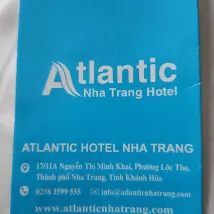 Atlantic
Nha Trang Hotel
ATLANTIC HOTEL NHA TRANG
17/11A Nguyễn Thị Minh Khai, Phường Lộc Thọ,
Thành phố Nha Trang, Tỉnh Khánh Hòa
0258 3599 555 info@atlanticnhatrang.com
www.atlanticnhatrang.com